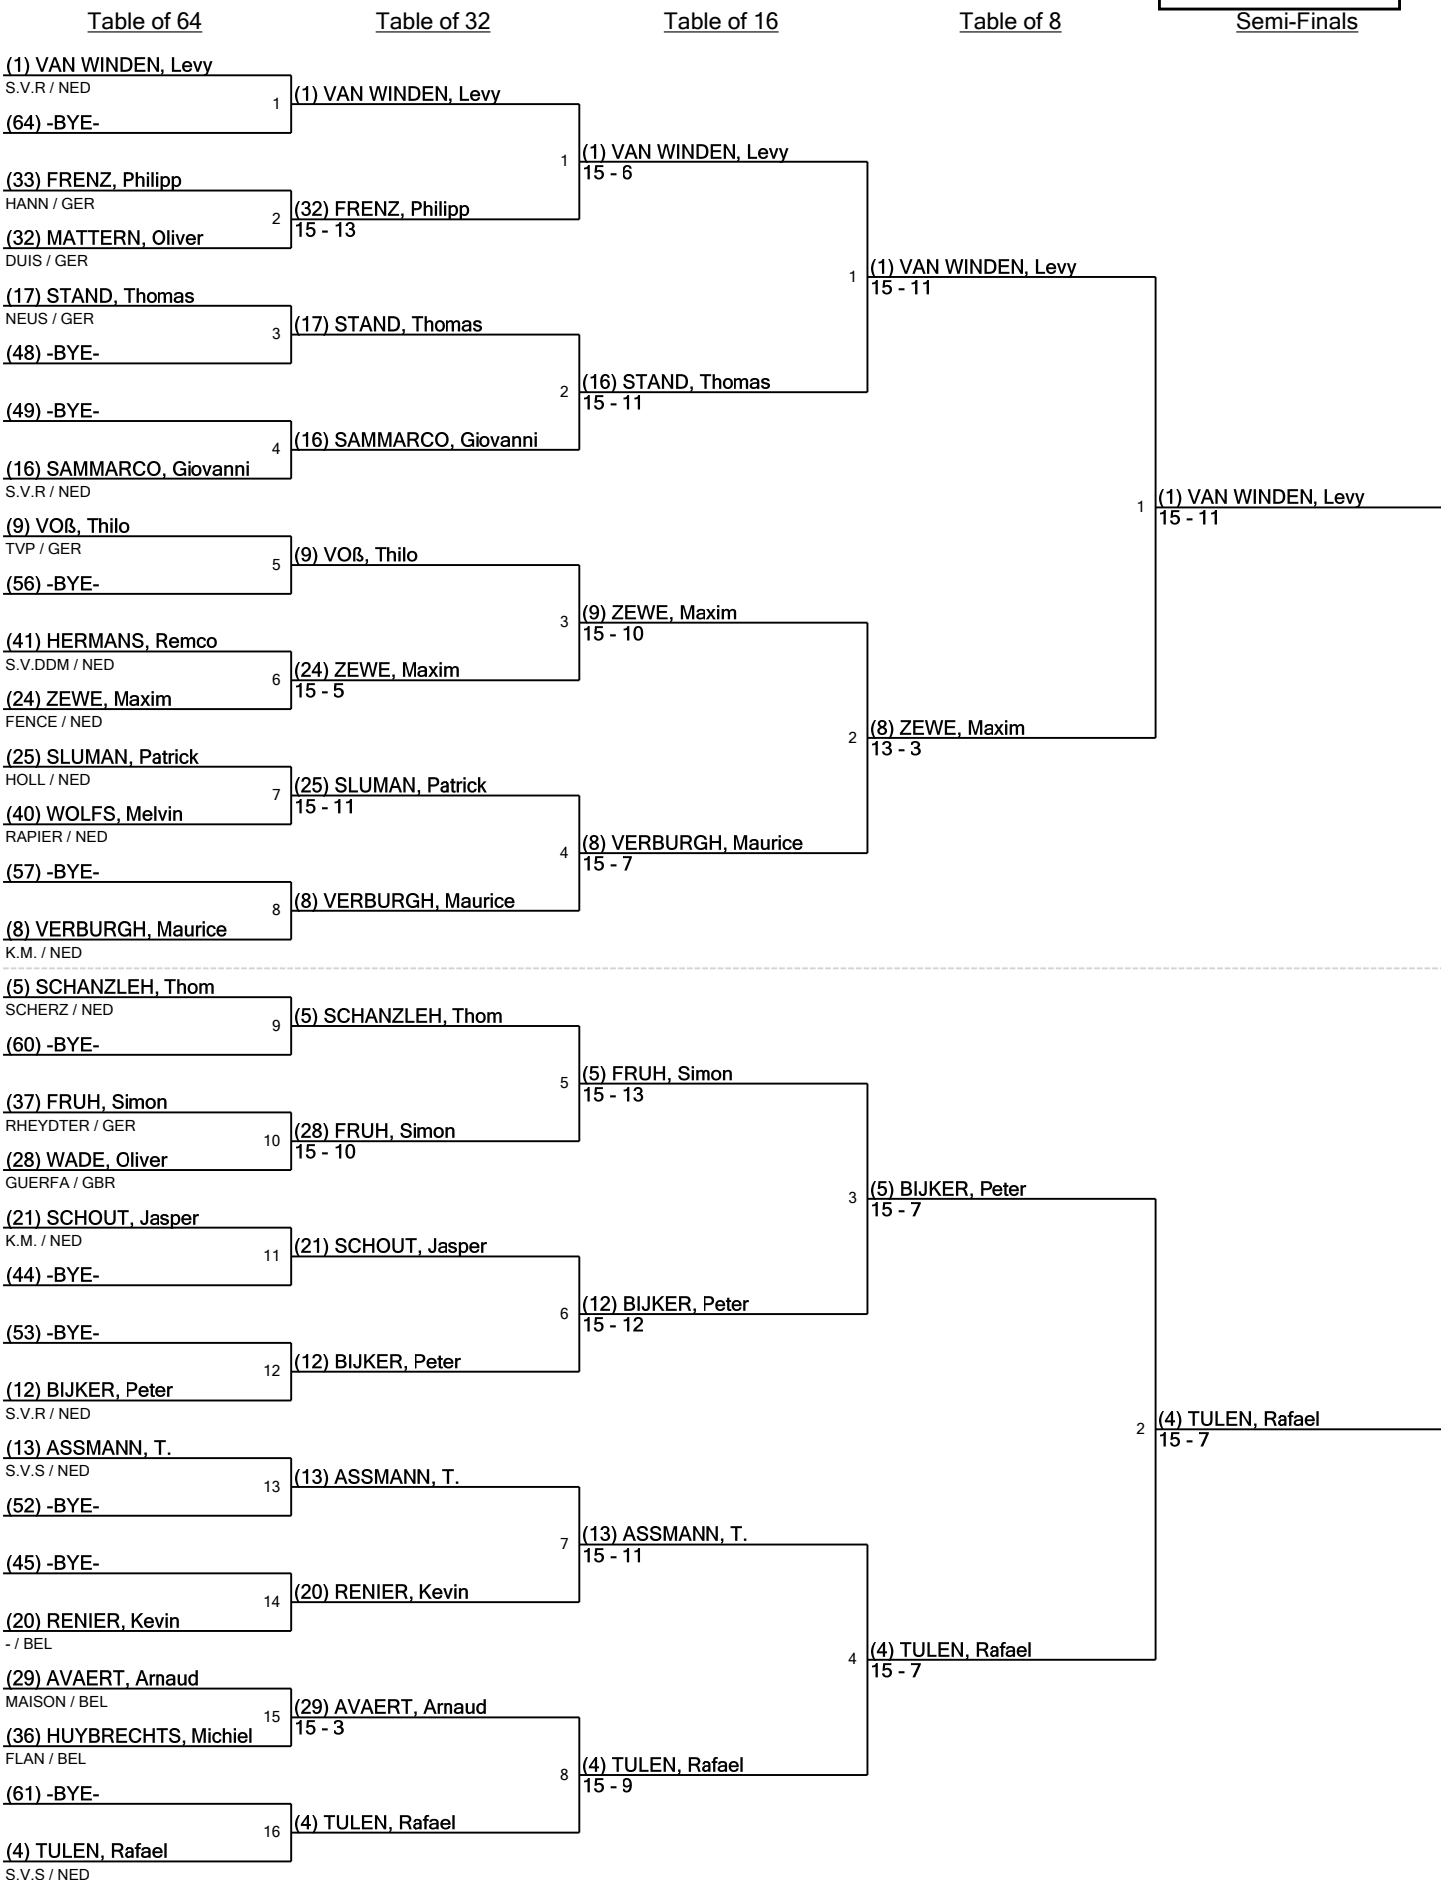 Table of 64
Table of 32
Table of 16
Table of 8
Semi-Finals
(1) VAN WINDEN, Levy
S.V.R / NED
1
(64) -BYE-
(33) FRENZ, Philipp
HANN / GER
2
(32) MATTERN, Oliver
DUIS / GER
(17) STAND, Thomas
NEUS / GER
3
(48) -BYE-
(49) -BYE-
4
(16) SAMMARCO, Giovanni
S.V.R / NED
(9) VOß, Thilo
TVP / GER
5
(56) -BYE-
(41) HERMANS, Remco
S.V.DDM / NED
6
(24) ZEWE, Maxim
FENCE / NED
(25) SLUMAN, Patrick
HOLL / NED
7
(40) WOLFS, Melvin
RAPIER / NED
(57) -BYE-
8
(8) VERBURGH, Maurice
K.M. / NED
(5) SCHANZLEH, Thom
SCHERZ / NED
9
(60) -BYE-
(37) FRUH, Simon
RHEYDTER / GER
10
(28) WADE, Oliver
GUERFA / GBR
(21) SCHOUT, Jasper
K.M. / NED
11
(44) -BYE-
(53) -BYE-
12
(12) BIJKER, Peter
S.V.R / NED
(13) ASSMANN, T.
S.V.S / NED
13
(52) -BYE-
(45) -BYE-
14
(20) RENIER, Kevin
- / BEL
(29) AVAERT, Arnaud
MAISON / BEL
15
(36) HUYBRECHTS, Michiel
FLAN / BEL
(61) -BYE-
16
(4) TULEN, Rafael
S.V.S / NED
(1) VAN WINDEN, Levy
1
(32) FRENZ, Philipp
15 - 13
(17) STAND, Thomas
2
(16) SAMMARCO, Giovanni
(9) VOß, Thilo
3
(24) ZEWE, Maxim
15 - 5
(25) SLUMAN, Patrick
15 - 11
4
(8) VERBURGH, Maurice
(5) SCHANZLEH, Thom
5
(28) FRUH, Simon
15 - 10
(21) SCHOUT, Jasper
6
(12) BIJKER, Peter
(13) ASSMANN, T.
7
(20) RENIER, Kevin
(29) AVAERT, Arnaud
15 - 3
8
(4) TULEN, Rafael
(1) VAN WINDEN, Levy
15 - 6
1
(16) STAND, Thomas
15 - 11
(9) ZEWE, Maxim
15 - 10
2
(8) VERBURGH, Maurice
15 - 7
(5) FRUH, Simon
15 - 13
3
(12) BIJKER, Peter
15 - 12
(13) ASSMANN, T.
15 - 11
4
(4) TULEN, Rafael
15 - 9
(1) VAN WINDEN, Levy
15 - 11
1
(8) ZEWE, Maxim
13 - 3
(5) BIJKER, Peter
15 - 7
2
(4) TULEN, Rafael
15 - 7
(1) VAN WINDEN, Levy
15 - 11
(4) TULEN, Rafael
15 - 7